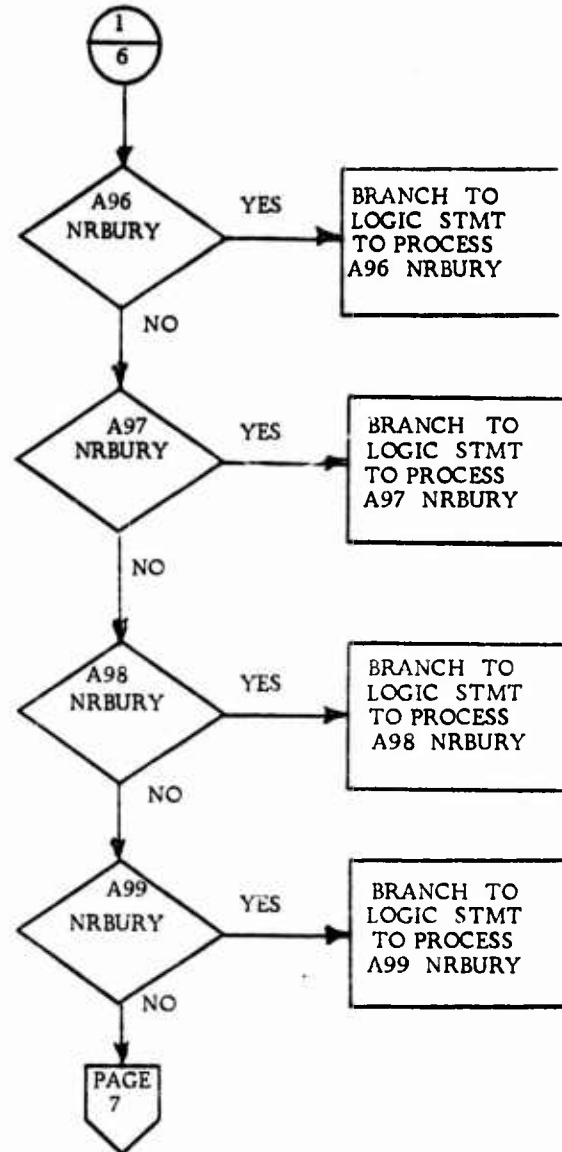 1
6
A96
NRBURY
YES
BRANCH TO
LOGIC STMT
TO PROCESS
A96 NRBURY
NO
A97
NRBURY
YES
BRANCH TO
LOGIC STMT
TO PROCESS
A97 NRBURY
NO
A98
NRBURY
YES
BRANCH TO
LOGIC STMT
TO PROCESS
A98 NRBURY
NO
A99
NRBURY
YES
BRANCH TO
LOGIC STMT
TO PROCESS
A99 NRBURY
NO
PAGE
7